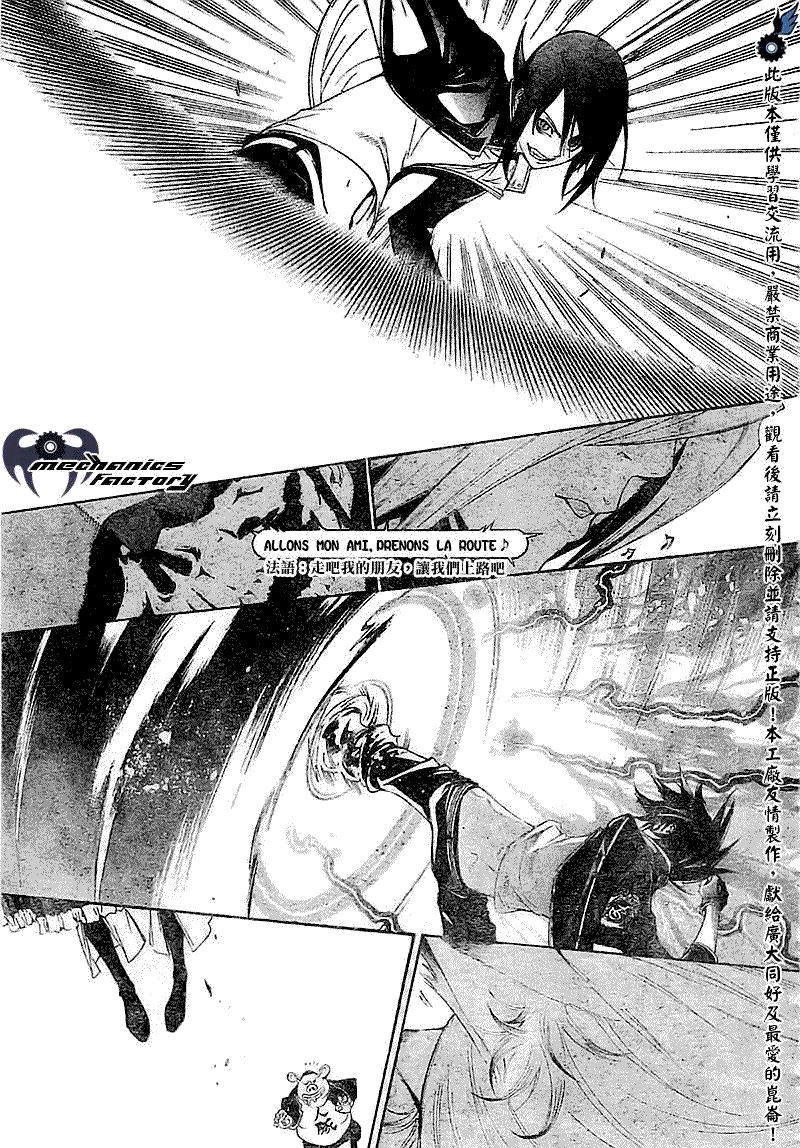 此版本僅供學習交流用，嚴禁商業用途，觀看後請立刻刪除並請支持正版！本工廠友情製作，獻給廣大同好及最愛的崑崙！
mechanics
factory
ALLONS MON AMI, PRENONS LA ROUTE♪
法語：走吧我的朋友，讓我們上路吧